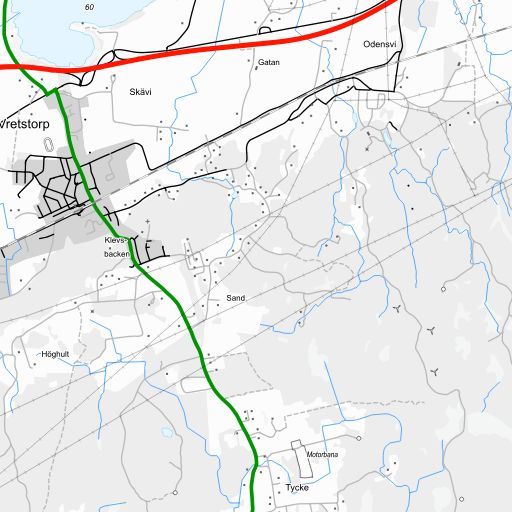 60
Odensvi
Gatan
Skävi
Vretstorp
Klevs-
backen
Sand
Höghult
Motorbana
Tycke